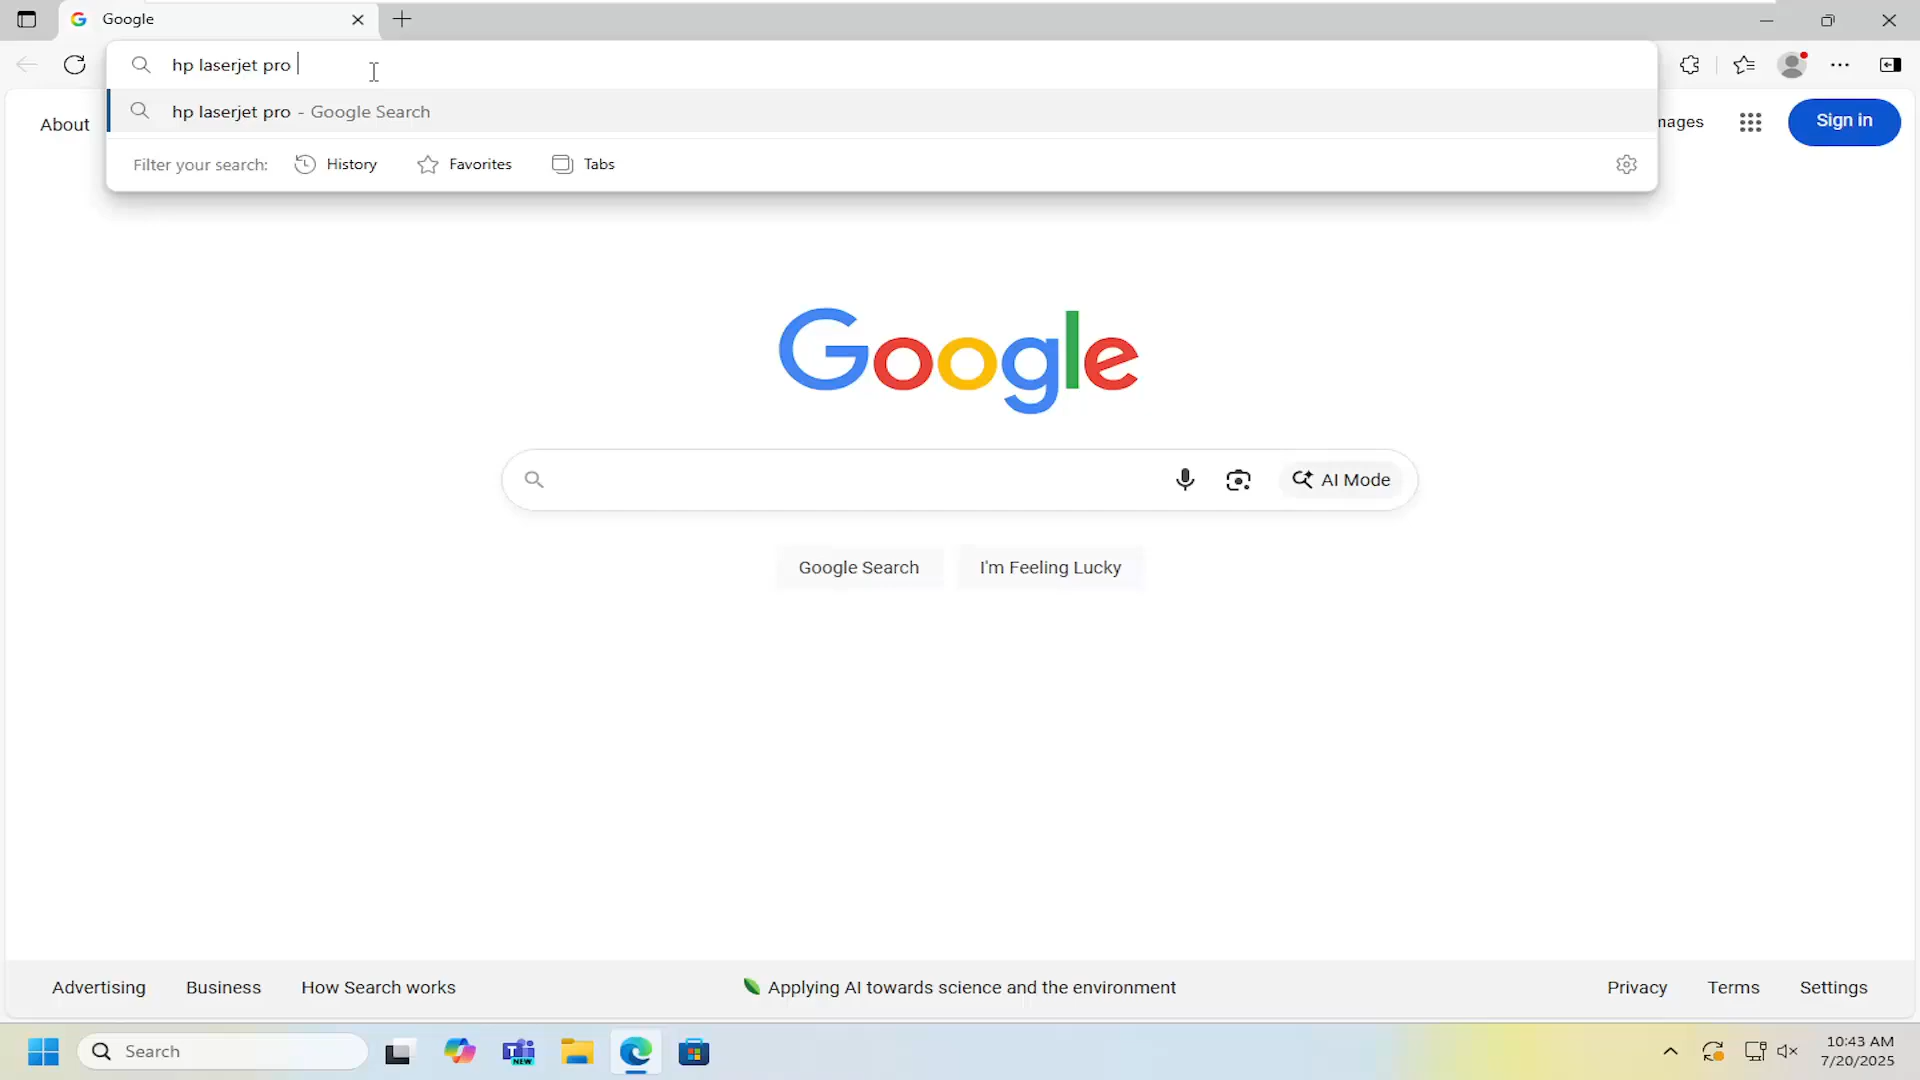 Google
hp laserjet pro
hp laserjet pro - Google Search
Filter your search: History Favorites Tabs
About
mages
Sign in
Google
AI Mode
Google Search
I'm Feeling Lucky
Advertising Business How Search works
Applying AI towards science and the environment
Privacy Terms Settings
Search
NEW
10:43 AM
7/20/2025